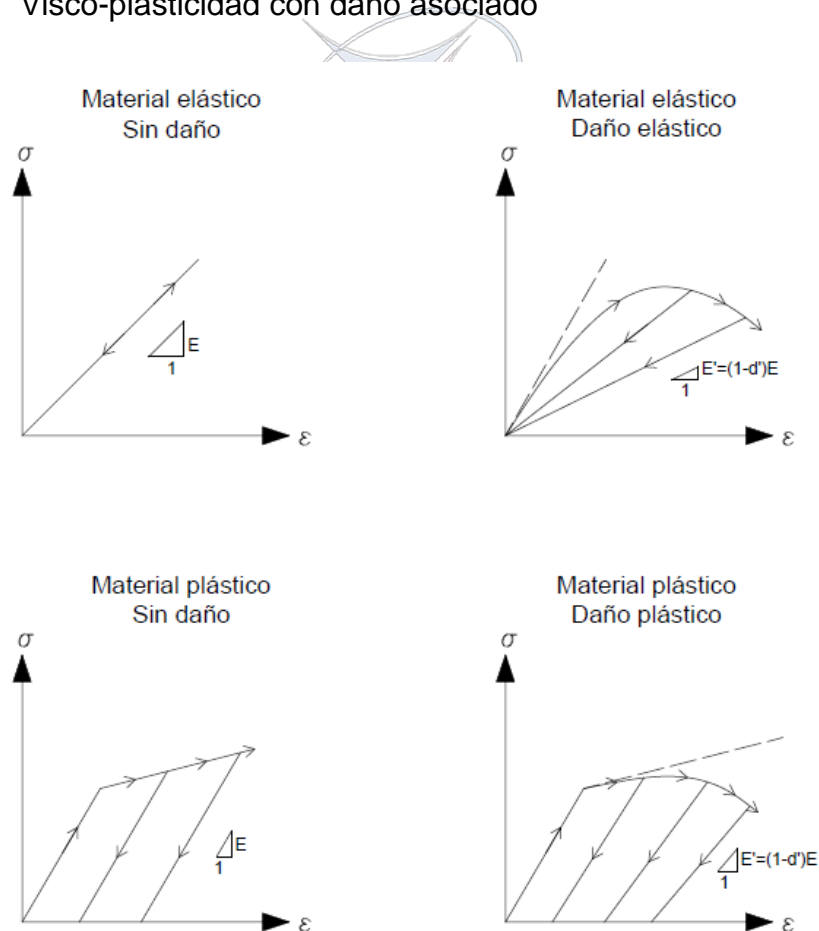 Visco-plasticidad con daño asociado
Material elástico
Sin daño
σ
E
1
ε
Material elástico
Daño elástico
σ
E'=(1-d')E
1
ε
Material plástico
Sin daño
σ
E
1
ε
Material plástico
Daño plástico
σ
E'=(1-d')E
1
ε